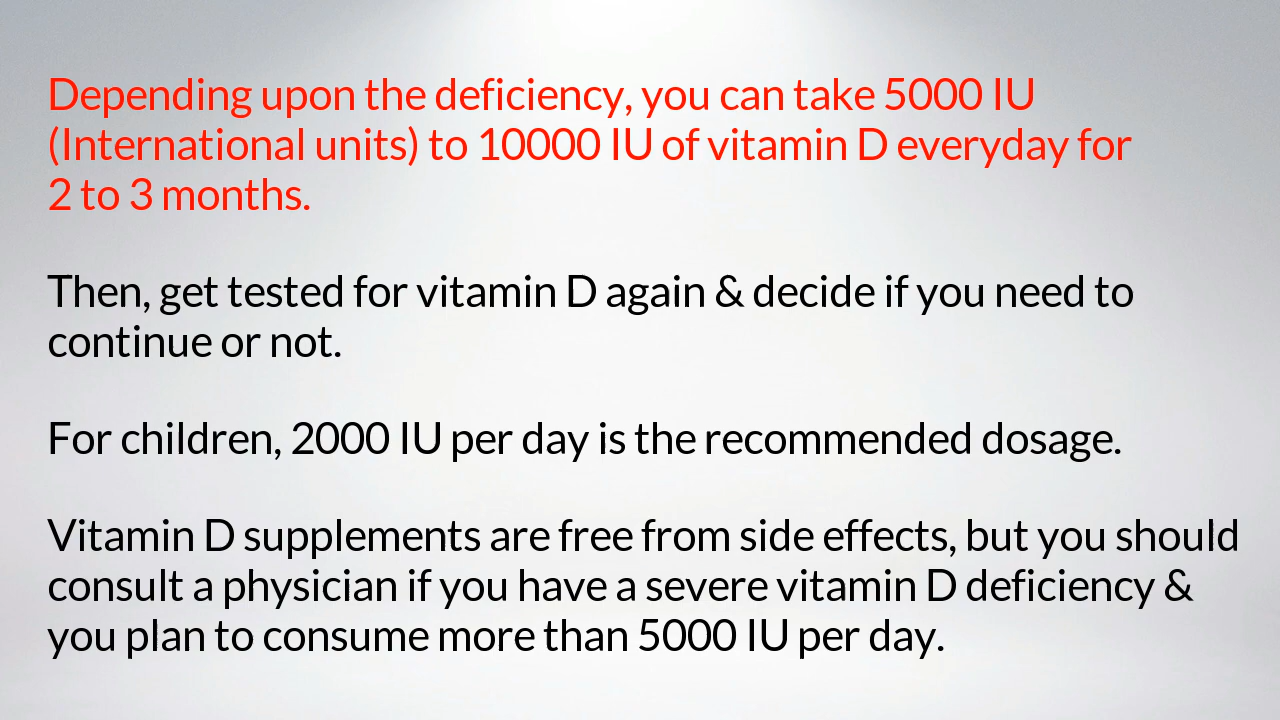 Depending upon the deficiency, you can take 5000 IU
(International units) to 10000 IU of vitamin D everyday for
2 to 3 months.
Then, get tested for vitamin D again & decide if you need to
continue or not.
For children, 2000 IU per day is the recommended dosage.
Vitamin D supplements are free from side effects, but you should
consult a physician if you have a severe vitamin D deficiency &
you plan to consume more than 5000 IU per day.